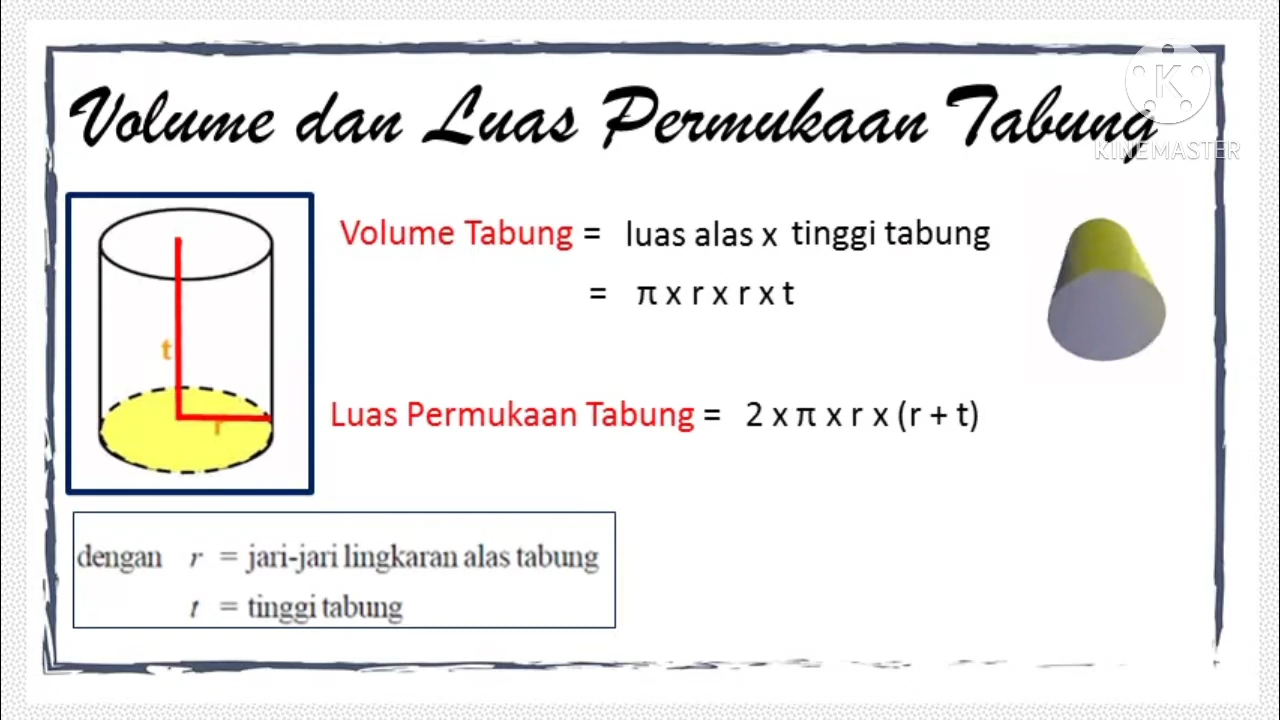 Volume dan Luas Permukaan Tabung
K
KINEMASTER
Volume Tabung = luas alas x tinggi tabung
= π x r x r x t
t
r
Luas Permukaan Tabung = 2 x π x r x (r + t)
dengan r = jari-jari lingkaran alas tabung
t = tinggi tabung